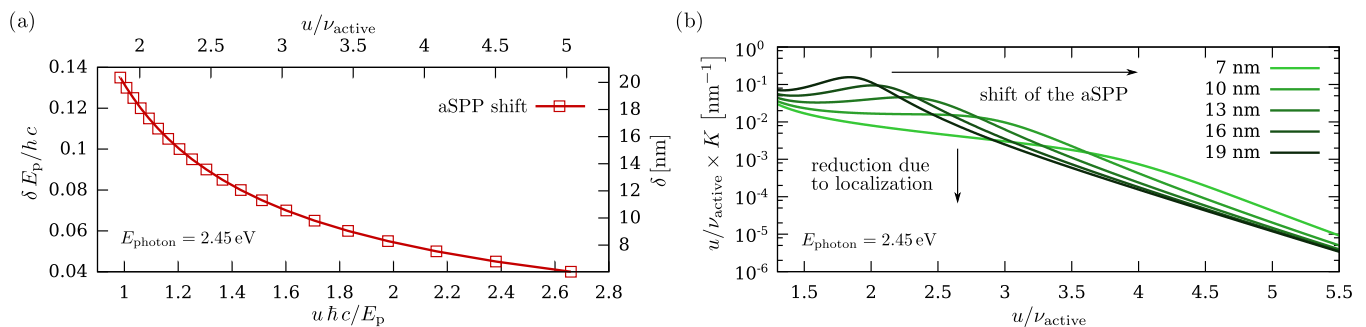 (a)
u/ν_active
2 2.5 3 3.5 4 4.5 5
δ E_p/h c
0.14
0.12
0.1
0.08
0.06
0.04
aSPP shift
E_photon = 2.45 eV
20
18
16
14
12
10
8
δ [nm]
1 1.2 1.4 1.6 1.8 2 2.2 2.4 2.6 2.8
u ℏ c/E_p
(b)
u/ν_active × K [nm⁻¹]
10⁰
10⁻¹
10⁻²
10⁻³
10⁻⁴
10⁻⁵
10⁻⁶
shift of the aSPP
reduction due
to localization
E_photon = 2.45 eV
7 nm
10 nm
13 nm
16 nm
19 nm
1.5 2 2.5 3 3.5 4 4.5 5 5.5
u/ν_active